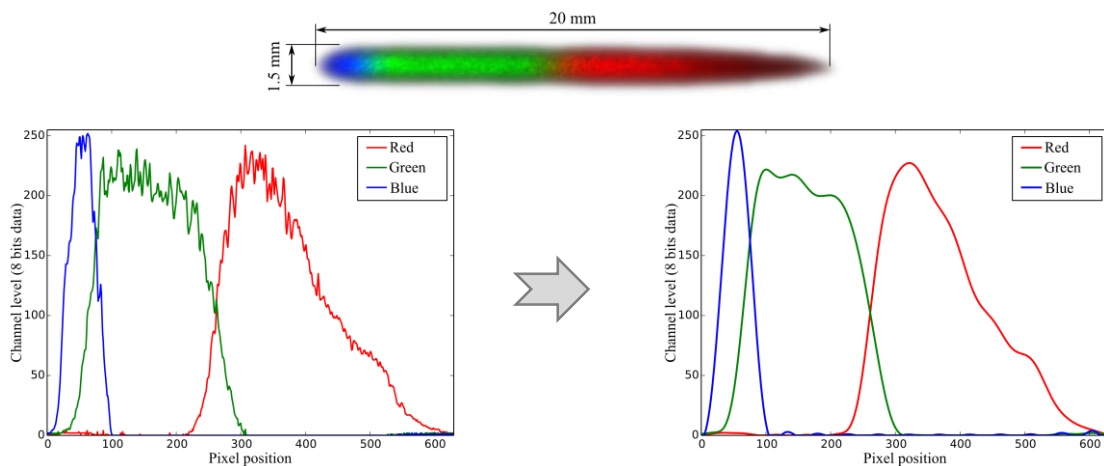 20 mm
1.5 mm
250
200
150
100
50
0
Channel level (8 bits data)
0 100 200 300 400 500 600
Pixel position
Red
Green
Blue
250
200
150
100
50
0
Channel level (8 bits data)
0 100 200 300 400 500 600
Pixel position
Red
Green
Blue